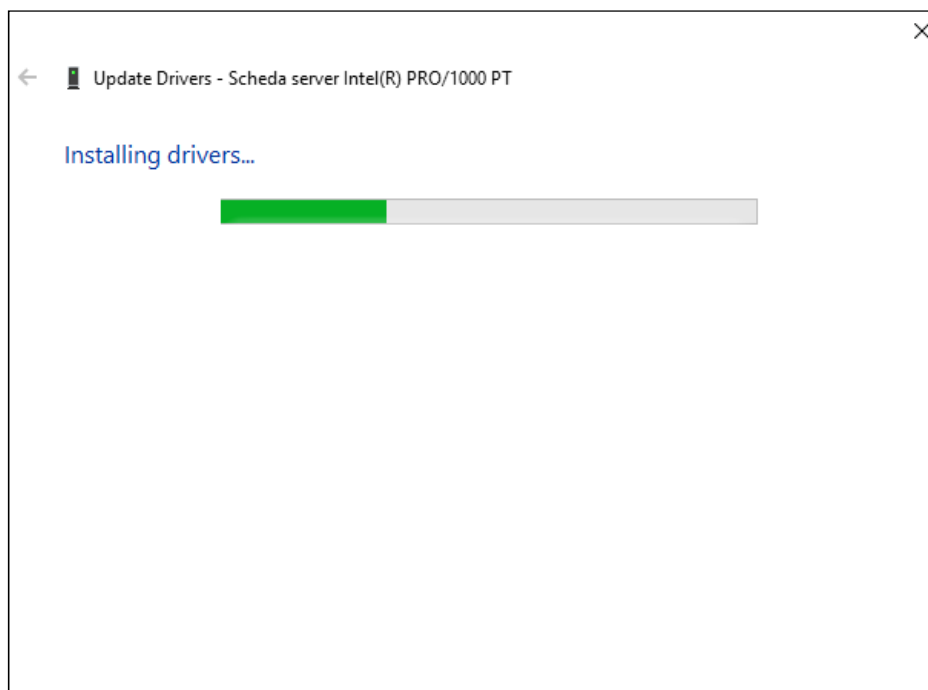 Update Drivers - Scheda server Intel(R) PRO/1000 PT
Installing drivers...